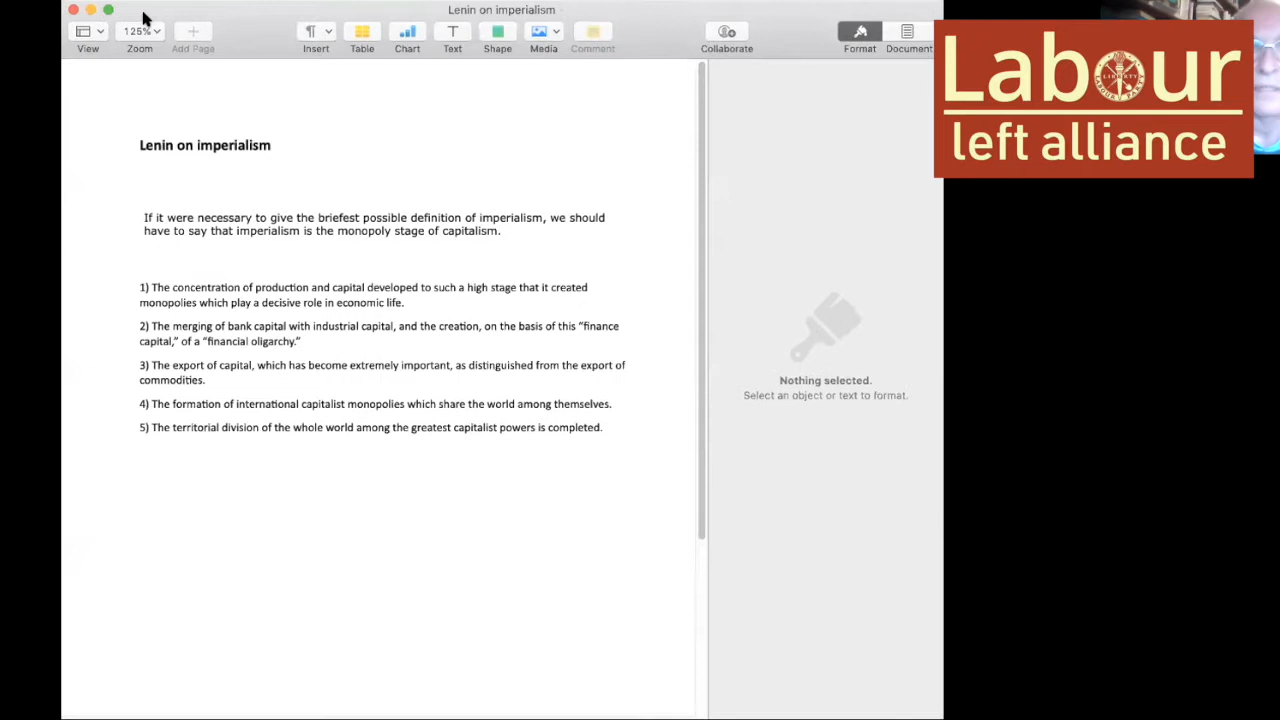 Lenin on imperialism
125%
View
Zoom
Add Page
Insert
Table
Chart
Text
Shape
Media
Comment
Collaborate
Format
Document
Labour
left alliance
LIBERTY
Lenin on imperialism
If it were necessary to give the briefest possible definition of imperialism, we should
have to say that imperialism is the monopoly stage of capitalism.
1) The concentration of production and capital developed to such a high stage that it created
monopolies which play a decisive role in economic life.
2) The merging of bank capital with industrial capital, and the creation, on the basis of this “finance
capital,” of a “financial oligarchy.”
3) The export of capital, which has become extremely important, as distinguished from the export of
commodities.
4) The formation of international capitalist monopolies which share the world among themselves.
5) The territorial division of the whole world among the greatest capitalist powers is completed.
Nothing selected.
Select an object or text to format.